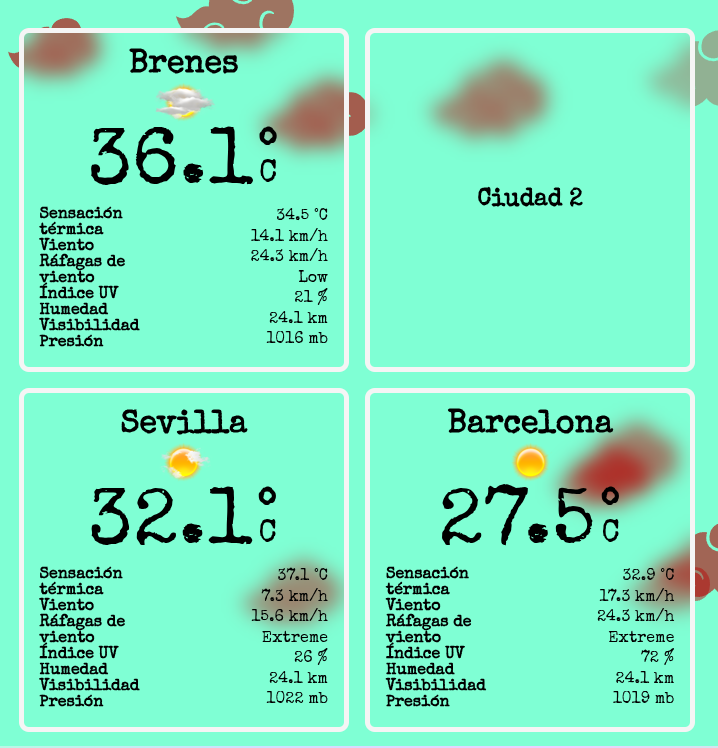 Brenes
36.1°C
Sensación térmica
Viento
Ráfagas de viento
Índice UV
Humedad
Visibilidad
Presión
34.5 °C
14.1 km/h
24.3 km/h
Low
21 %
24.1 km
1016 mb
Ciudad 2
Sevilla
32.1°C
Sensación térmica
Viento
Ráfagas de viento
Índice UV
Humedad
Visibilidad
Presión
37.1 °C
7.3 km/h
15.6 km/h
Extreme
26 %
24.1 km
1022 mb
Barcelona
27.5°C
Sensación térmica
Viento
Ráfagas de viento
Índice UV
Humedad
Visibilidad
Presión
32.9 °C
17.3 km/h
24.3 km/h
Extreme
72 %
24.1 km
1019 mb